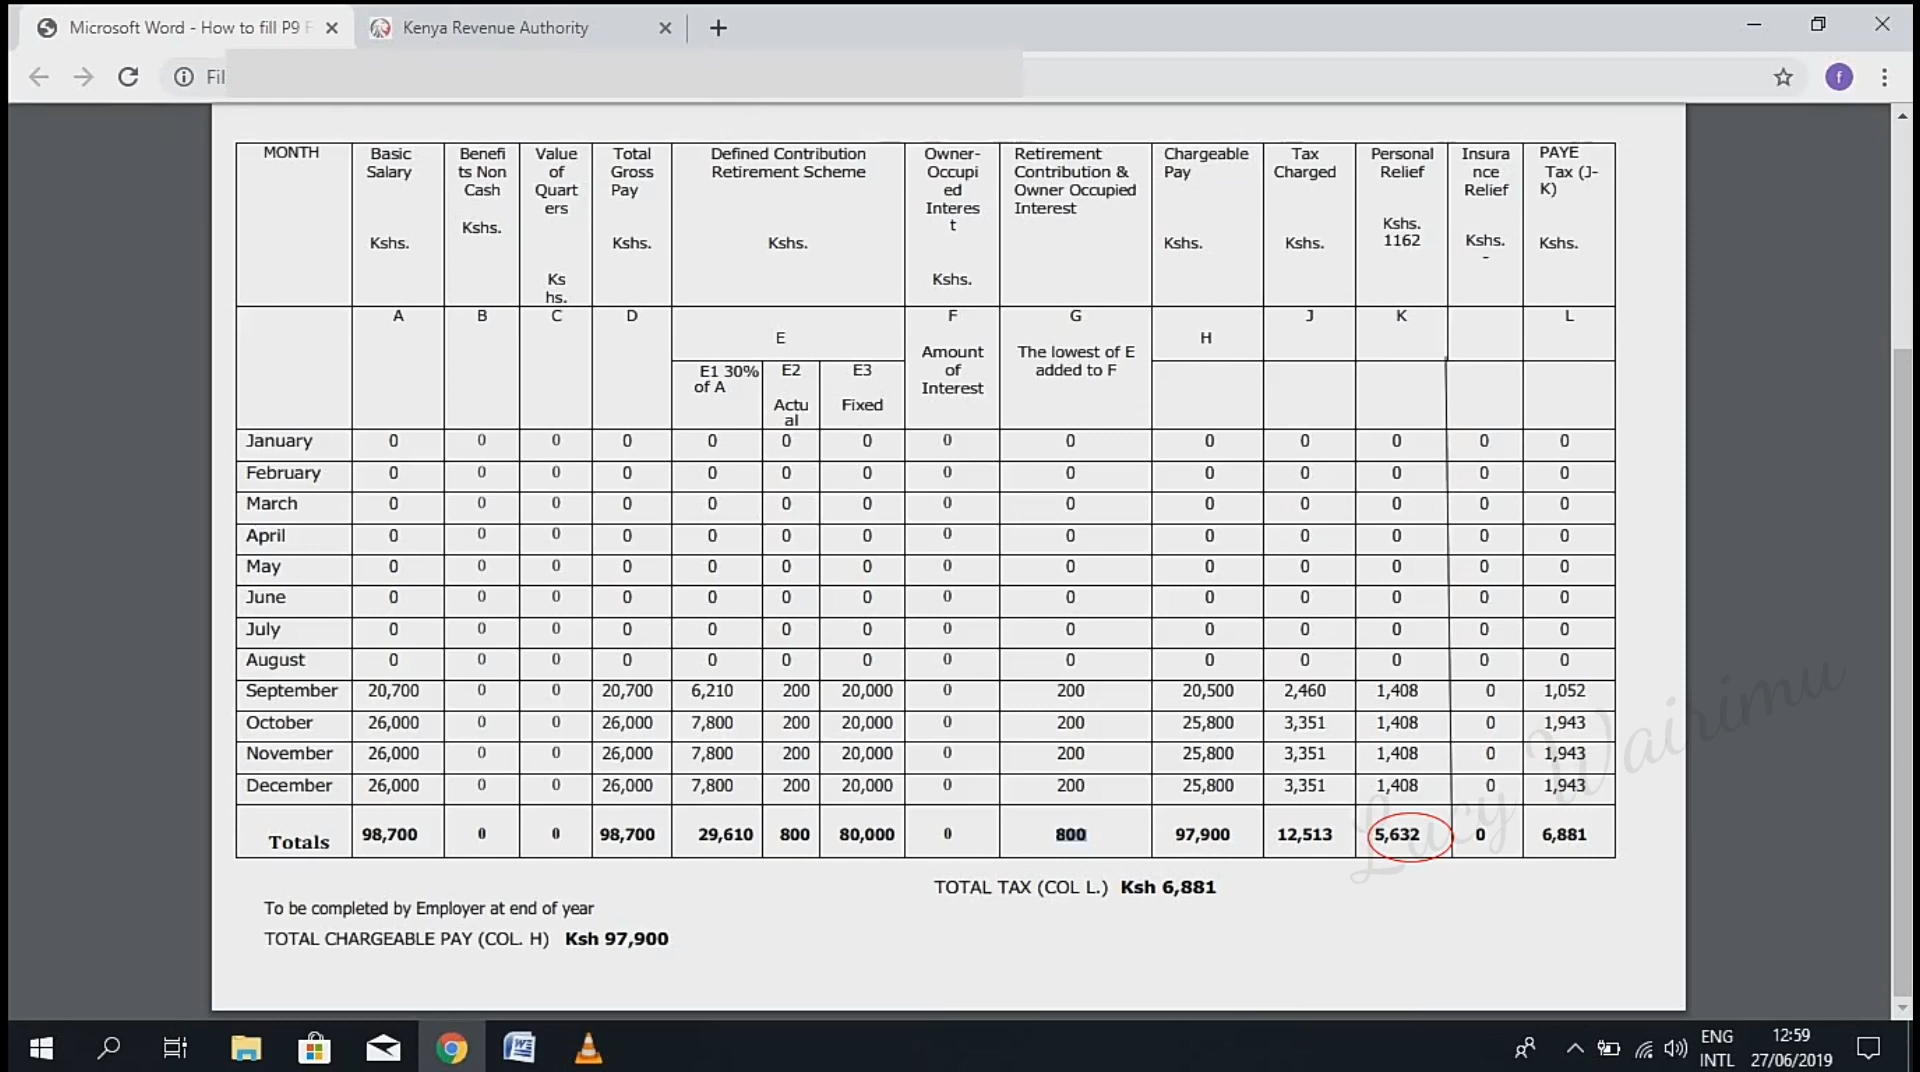 Microsoft Word - How to fill P9 F
Kenya Revenue Authority
Fil
f
MONTH Basic Salary Kshs. Benefi ts Non Cash Kshs. Value of Quart ers Ks hs. Total Gross Pay Kshs. Defined Contribution Retirement Scheme Kshs. Owner- Occupi ed Interes t Kshs. Retirement Contribution & Owner Occupied Interest Chargeable Pay Kshs. Tax Charged Kshs. Personal Relief Kshs. 1162 Insura nce Relief Kshs. - PAYE Tax (J- K) Kshs.
A B C D E F Amount of Interest G The lowest of E added to F H J K L
E1 30% of A E2 Actu al E3 Fixed
January 0 0 0 0 0 0 0 0 0 0 0 0 0 0
February 0 0 0 0 0 0 0 0 0 0 0 0 0 0
March 0 0 0 0 0 0 0 0 0 0 0 0 0 0
April 0 0 0 0 0 0 0 0 0 0 0 0 0 0
May 0 0 0 0 0 0 0 0 0 0 0 0 0 0
June 0 0 0 0 0 0 0 0 0 0 0 0 0 0
July 0 0 0 0 0 0 0 0 0 0 0 0 0 0
August 0 0 0 0 0 0 0 0 0 0 0 0 0 0
September 20,700 0 0 20,700 6,210 200 20,000 0 200 20,500 2,460 1,408 0 1,052
October 26,000 0 0 26,000 7,800 200 20,000 0 200 25,800 3,351 1,408 0 1,943
November 26,000 0 0 26,000 7,800 200 20,000 0 200 25,800 3,351 1,408 0 1,943
December 26,000 0 0 26,000 7,800 200 20,000 0 200 25,800 3,351 1,408 0 1,943
Totals 98,700 0 0 98,700 29,610 800 80,000 0 800 97,900 12,513 5,632 0 6,881
Lucy Wairimu
TOTAL TAX (COL L.) Ksh 6,881
To be completed by Employer at end of year
TOTAL CHARGEABLE PAY (COL. H) Ksh 97,900
ENG 12:59
INTL 27/06/2019